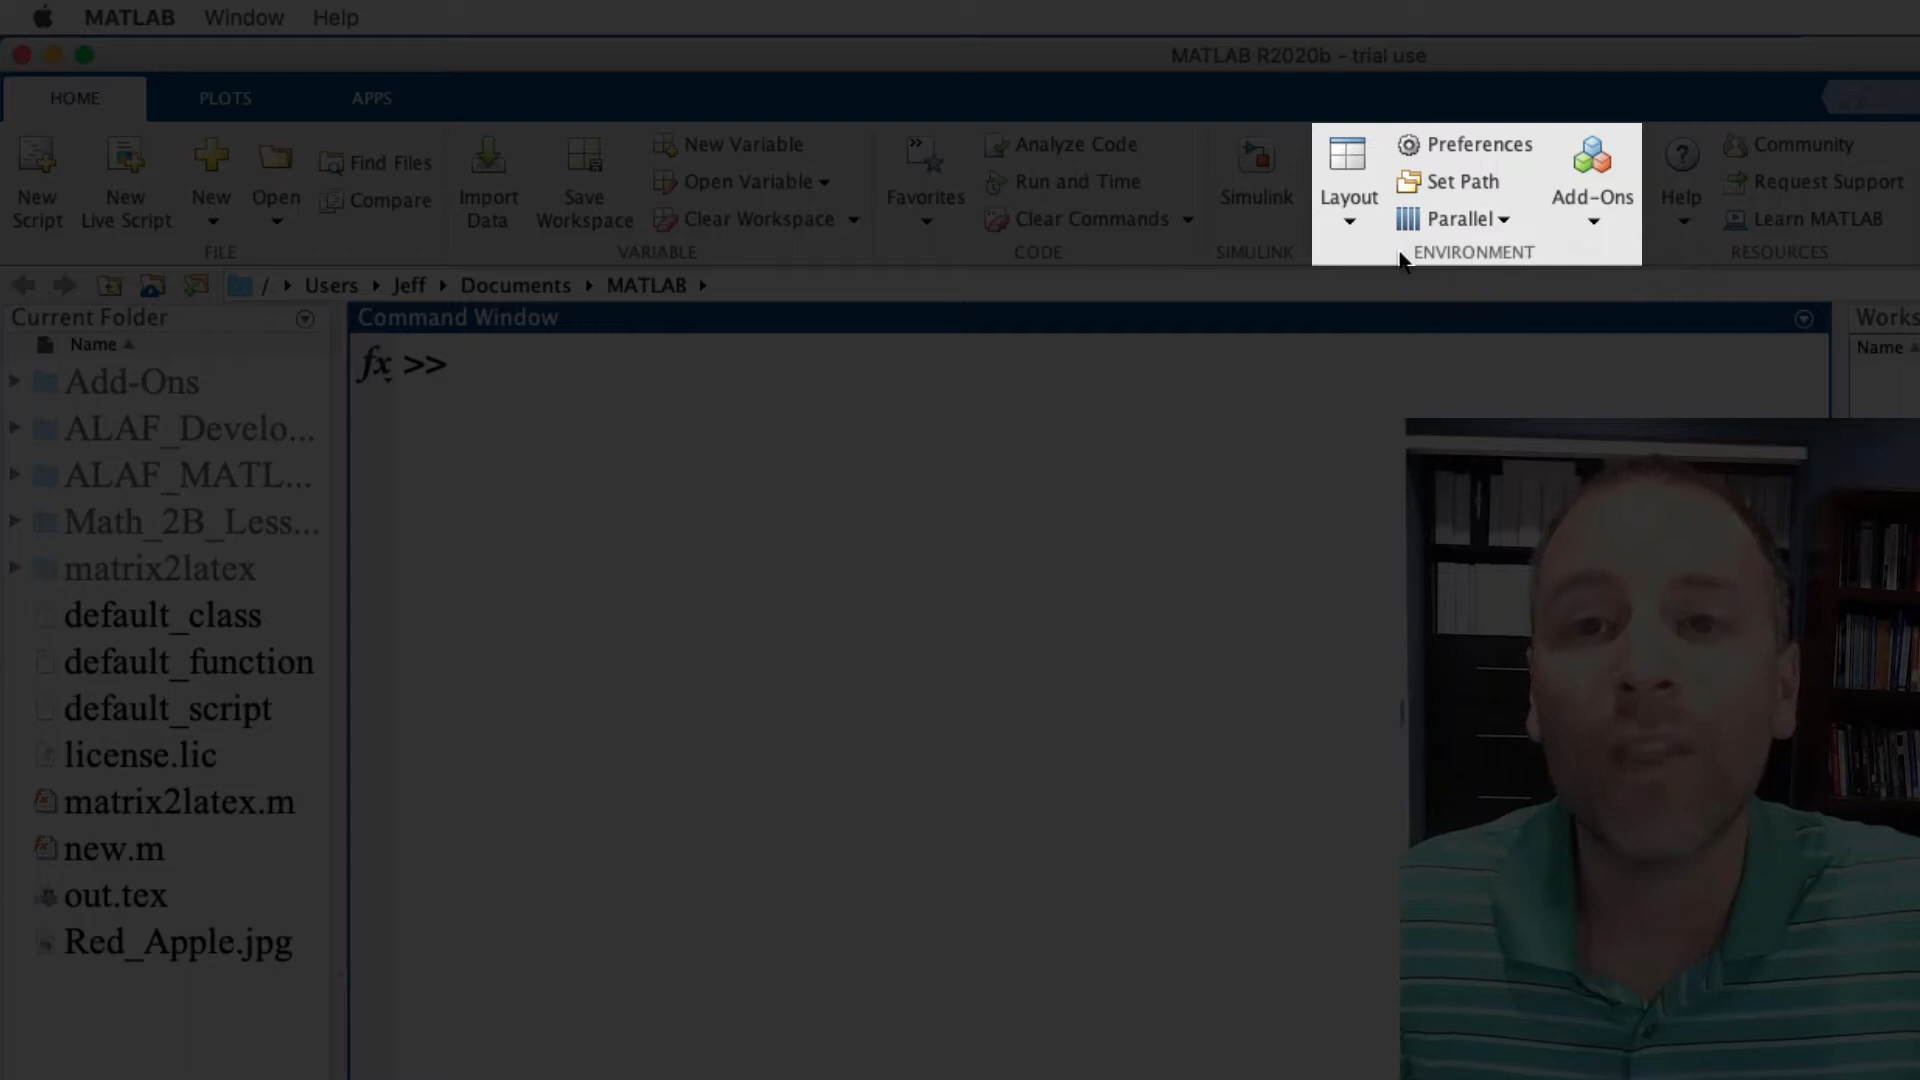 MATLAB Window Help
MATLAB R2020b - trial use
HOME PLOTS APPS
New Script
New Live Script
New
Open
Find Files
Compare
FILE
Import Data
Save Workspace
New Variable
Open Variable
Clear Workspace
VARIABLE
Favorites
Analyze Code
Run and Time
Clear Commands
CODE
Simulink
SIMULINK
Layout
Preferences
Set Path
Parallel
Add-Ons
ENVIRONMENT
Help
Community
Request Support
Learn MATLAB
RESOURCES
/ Users Jeff Documents MATLAB
Current Folder
Name
Add-Ons
ALAF_Develo...
ALAF_MATL...
Math_2B_Less...
matrix2latex
default_class
default_function
default_script
license.lic
matrix2latex.m
new.m
out.tex
Red_Apple.jpg
Command Window
fx >>
Works
Name